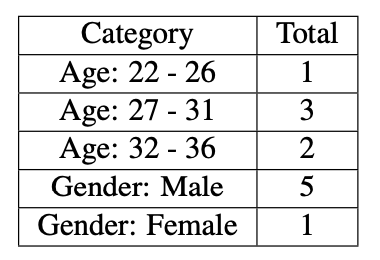 Category Total
Age: 22 - 26 1
Age: 27 - 31 3
Age: 32 - 36 2
Gender: Male 5
Gender: Female 1